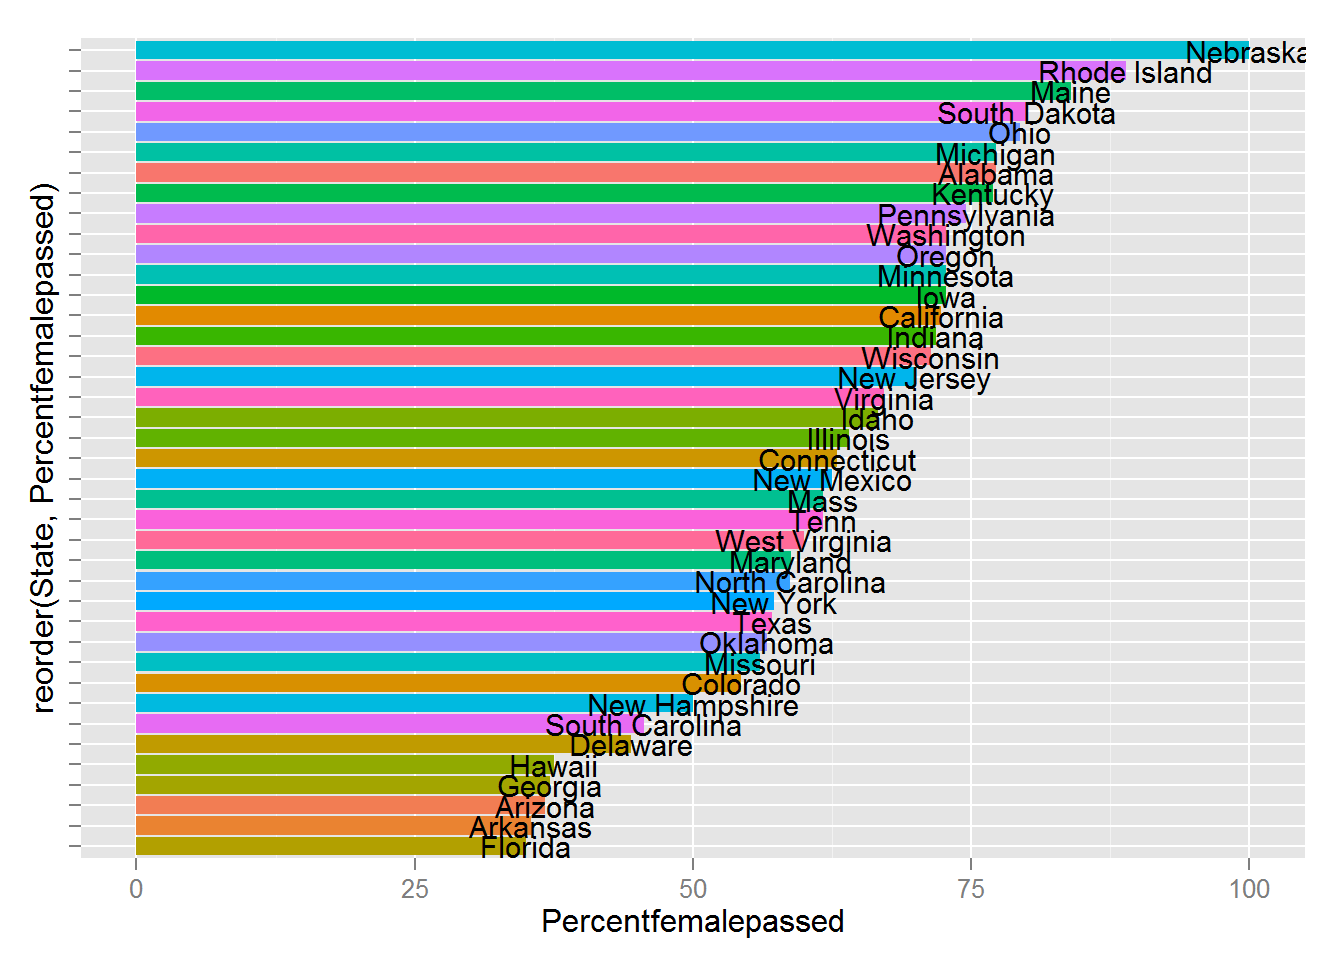 Nebraska
Rhode Island
Maine
South Dakota
Ohio
Michigan
Alabama
Kentucky
Pennsylvania
Washington
Oregon
Minnesota
Iowa
California
Indiana
Wisconsin
New Jersey
Virginia
Idaho
Illinois
Connecticut
New Mexico
Mass
Tenn
West Virginia
Maryland
North Carolina
New York
Texas
Oklahoma
Missouri
Colorado
New Hampshire
South Carolina
Delaware
Hawaii
Georgia
Arizona
Arkansas
Florida
reorder(State, Percentfemalepassed)
0 25 50 75 100
Percentfemalepassed